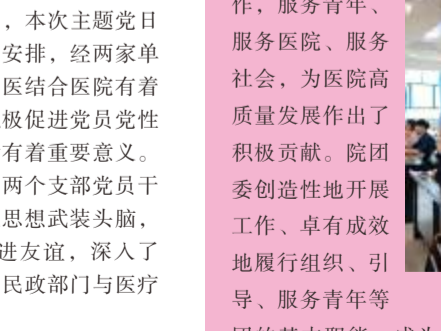 ，本次主题党日
安排，经两家单
医结合医院有着
极促进党员党性
有着重要意义。
两个支部党员干
思想武装头脑，
进友谊，深入了
民政部门与医疗
作，服务青年、
服务医院、服务
社会，为医院高
质量发展作出了
积极贡献。院团
委创造性地开展
工作、卓有成效
地履行组织、引
导、服务青年等